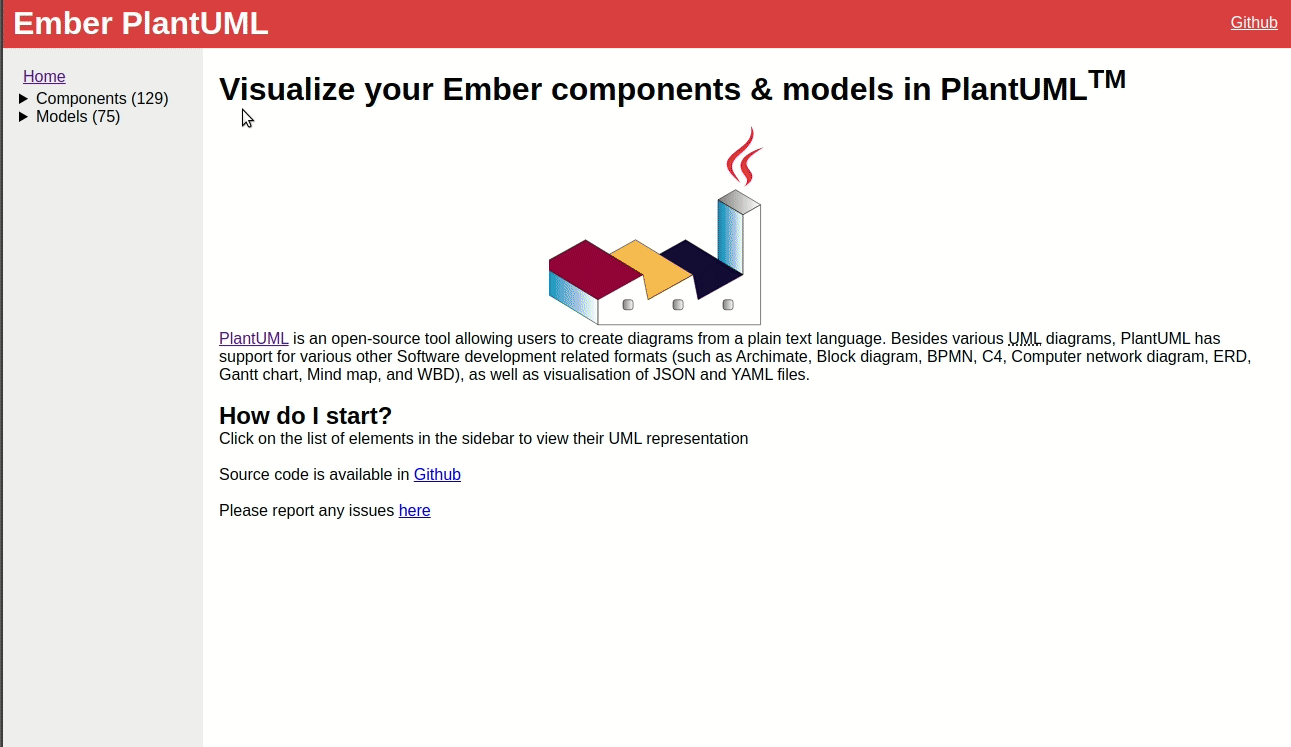 Ember PlantUML
Github
Home
Components (129)
Models (75)
Visualize your Ember components & models in PlantUML™
PlantUML is an open-source tool allowing users to create diagrams from a plain text language. Besides various UML diagrams, PlantUML has
support for various other Software development related formats (such as Archimate, Block diagram, BPMN, C4, Computer network diagram, ERD,
Gantt chart, Mind map, and WBD), as well as visualisation of JSON and YAML files.
How do I start?
Click on the list of elements in the sidebar to view their UML representation
Source code is available in Github
Please report any issues here